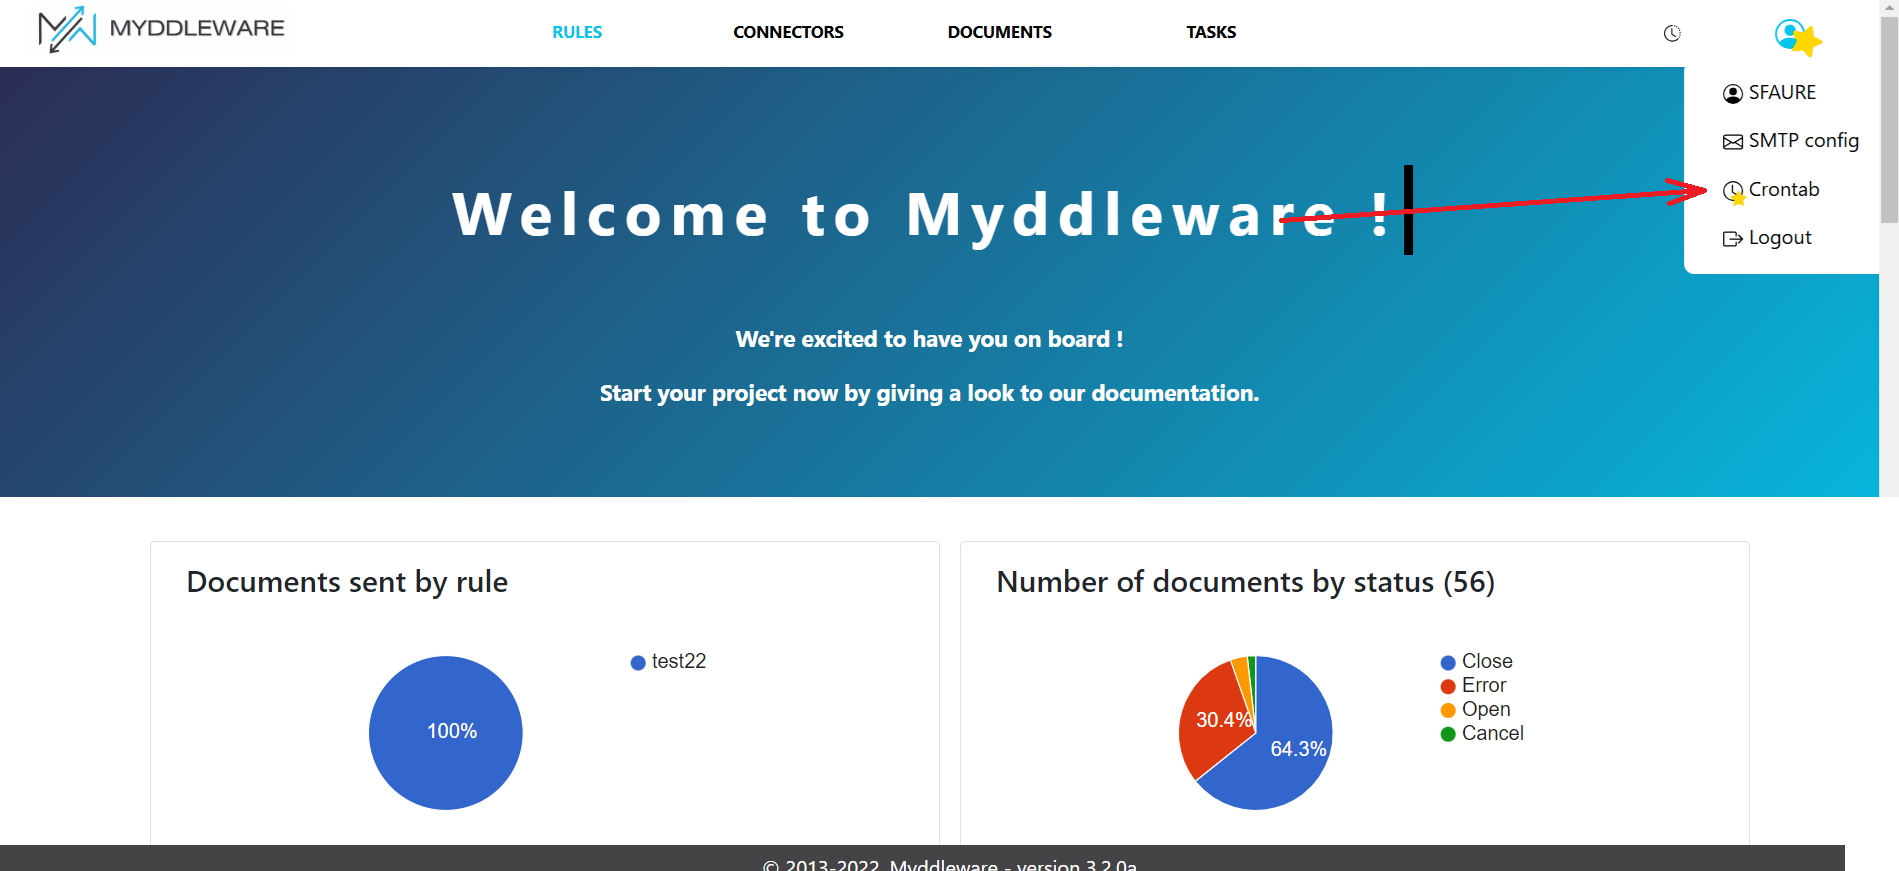 MYDDLEWARE
RULES CONNECTORS DOCUMENTS TASKS
SFAURE
SMTP config
Crontab
Logout
Welcome to Myddleware !
We're excited to have you on board !
Start your project now by giving a look to our documentation.
Documents sent by rule
test22
100%
Number of documents by status (56)
Close
Error
Open
Cancel
30.4%
64.3%
© 2013-2022 Myddleware - version 3.2.0a